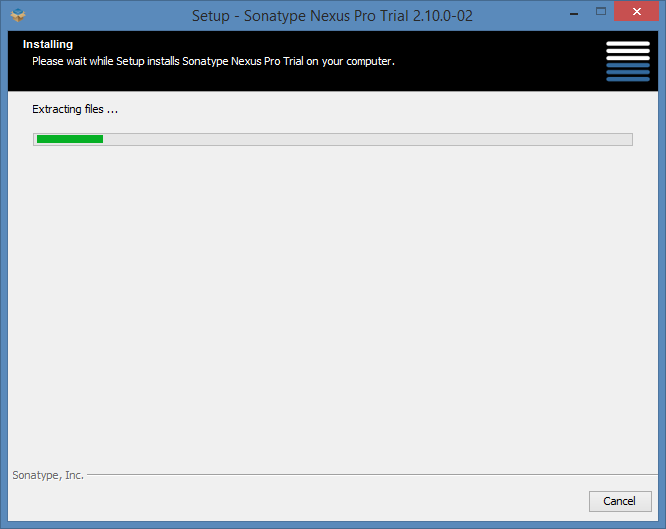 Setup - Sonatype Nexus Pro Trial 2.10.0-02
Installing
Please wait while Setup installs Sonatype Nexus Pro Trial on your computer.
Extracting files ...
Sonatype, Inc.
Cancel